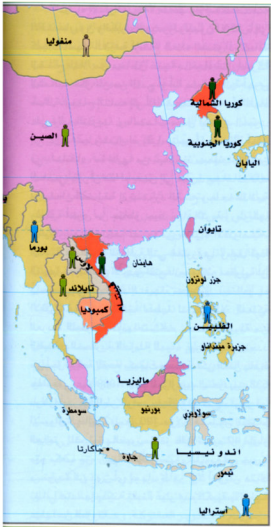 منغوليا
كوريا الشمالية
الصين
كوريا الجنوبية
اليابان
تايوان
بورما
هاينان
تايلاند
جزر لوزون
كمبوديا
الفلبين
جزيرة مينداناو
ماليزيا
سومطرة
بورنيو
سولاويزي
اندونيسيا
جاكارتا
جاوة
تيمور
أستراليا